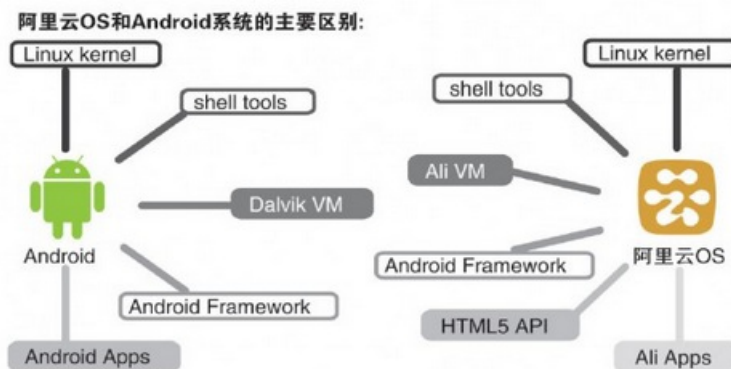 阿里云OS和Android系统的主要区别:
Linux kernel
shell tools
Dalvik VM
Android
Android Framework
Android Apps
Linux kernel
shell tools
Ali VM
阿里云OS
Android Framework
HTML5 API
Ali Apps